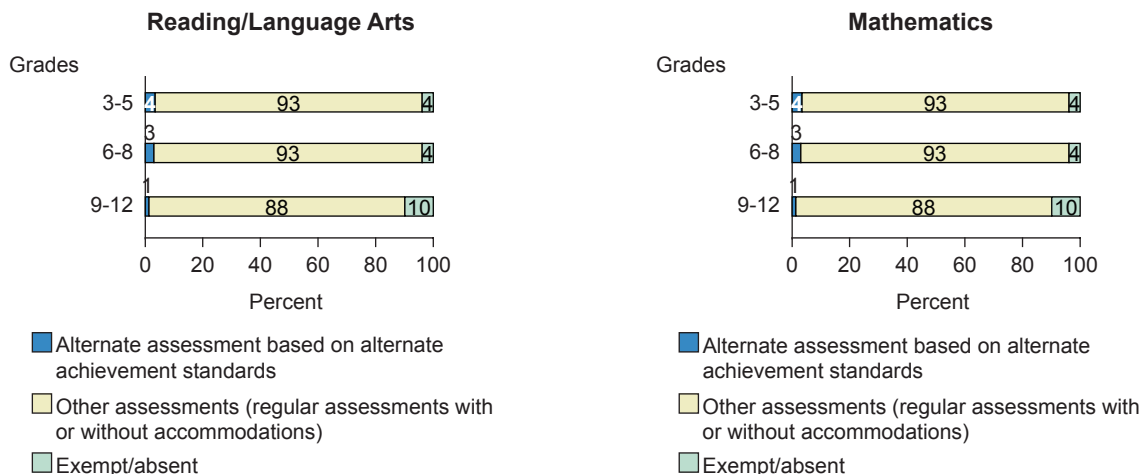 Reading/Language Arts
Grades
3-5
4
93
4
3
6-8
93
4
1
9-12
88
10
0 20 40 60 80 100
Percent
Alternate assessment based on alternate
achievement standards
Other assessments (regular assessments with
or without accommodations)
Exempt/absent
Mathematics
Grades
3-5
4
93
4
3
6-8
93
4
1
9-12
88
10
0 20 40 60 80 100
Percent
Alternate assessment based on alternate
achievement standards
Other assessments (regular assessments with
or without accommodations)
Exempt/absent